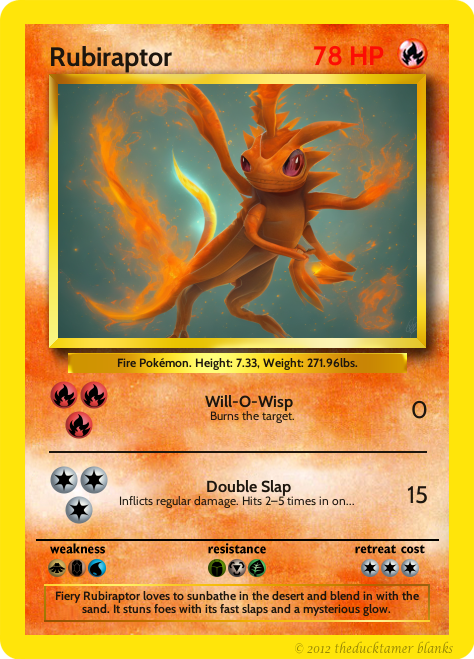 Rubiraptor 78 HP
Fire Pokémon. Height: 7.33, Weight: 271.96lbs.
Will-O-Wisp
Burns the target.
0
Double Slap
Inflicts regular damage. Hits 2–5 times in on...
15
weakness resistance retreat cost
Fiery Rubiraptor loves to sunbathe in the desert and blend in with the
sand. It stuns foes with its fast slaps and a mysterious glow.
© 2012 theducktamer blanks